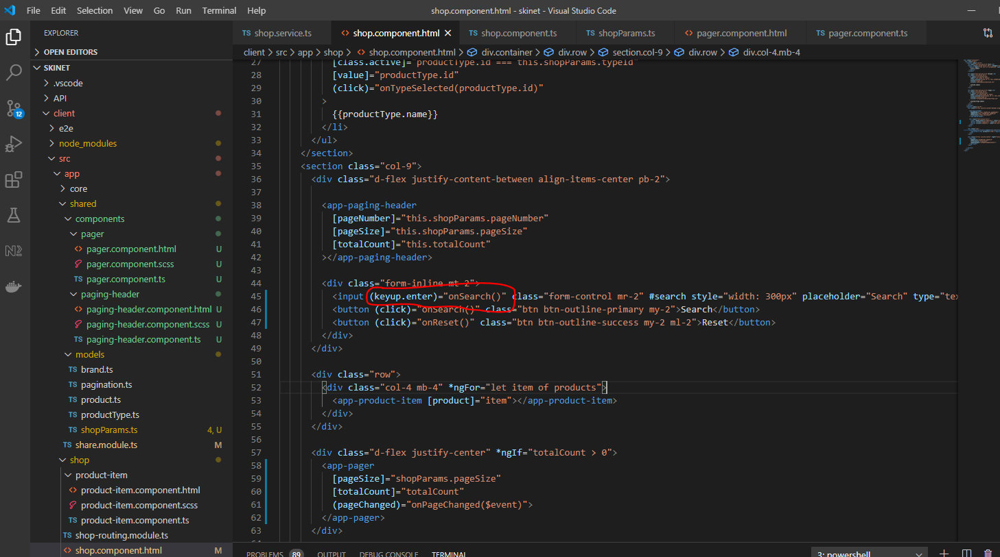 File Edit Selection View Go Run Terminal Help
shop.component.html - skinet - Visual Studio Code
EXPLORER
OPEN EDITORS
SKINET
.vscode
API
client
e2e
node_modules
src
app
core
shared
components
pager
pager.component.html U
pager.component.scss U
TS pager.component.ts U
paging-header
paging-header.component.html U
paging-header.component.scss U
TS paging-header.component.ts U
models
TS brand.ts
TS pagination.ts
TS product.ts
TS productType.ts
TS shopParams.ts 4, U
TS share.module.ts M
shop
product-item
product-item.component.html
product-item.component.scss
TS product-item.component.ts
TS shop-routing.module.ts
shop.component.html M
12
TS shop.service.ts
shop.component.html
TS shop.component.ts
TS shopParams.ts
pager.component.html
TS pager.component.ts
client > src > app > shop > shop.component.html > div.container > div.row > section.col-9 > div.row > div.col-4.mb-4
27 [class.active]="productType.id === this.shopParams.typeId"
28 [value]="productType.id"
29 (click)="onTypeSelected(productType.id)"
30 >
31 {{productType.name}}
32 </li>
33 </ul>
34 </section>
35 <section class="col-9">
36 <div class="d-flex justify-content-between align-items-center pb-2">
37
38 <app-paging-header
39 [pageNumber]="this.shopParams.pageNumber"
40 [pageSize]="this.shopParams.pageSize"
41 [totalCount]="this.totalCount"
42 ></app-paging-header>
43
44 <div class="form-inline mt-2">
45 <input (keyup.enter)="onSearch()" class="form-control mr-2" #search style="width: 300px" placeholder="Search" type="tex
46 <button (click)="onSearch()" class="btn btn-outline-primary my-2">Search</button>
47 <button (click)="onReset()" class="btn btn-outline-success my-2 ml-2">Reset</button>
48 </div>
49 </div>
50
51 <div class="row">
52 <div class="col-4 mb-4" *ngFor="let item of products">
53 <app-product-item [product]="item"></app-product-item>
54 </div>
55 </div>
56
57 <div class="d-flex justify-center" *ngIf="totalCount > 0">
58 <app-pager
59 [pageSize]="shopParams.pageSize"
60 [totalCount]="totalCount"
61 (pageChanged)="onPageChanged($event)">
62 </app-pager>
63 </div>
PROBLEMS 89 OUTPUT DEBUG CONSOLE TERMINAL
3: powershell